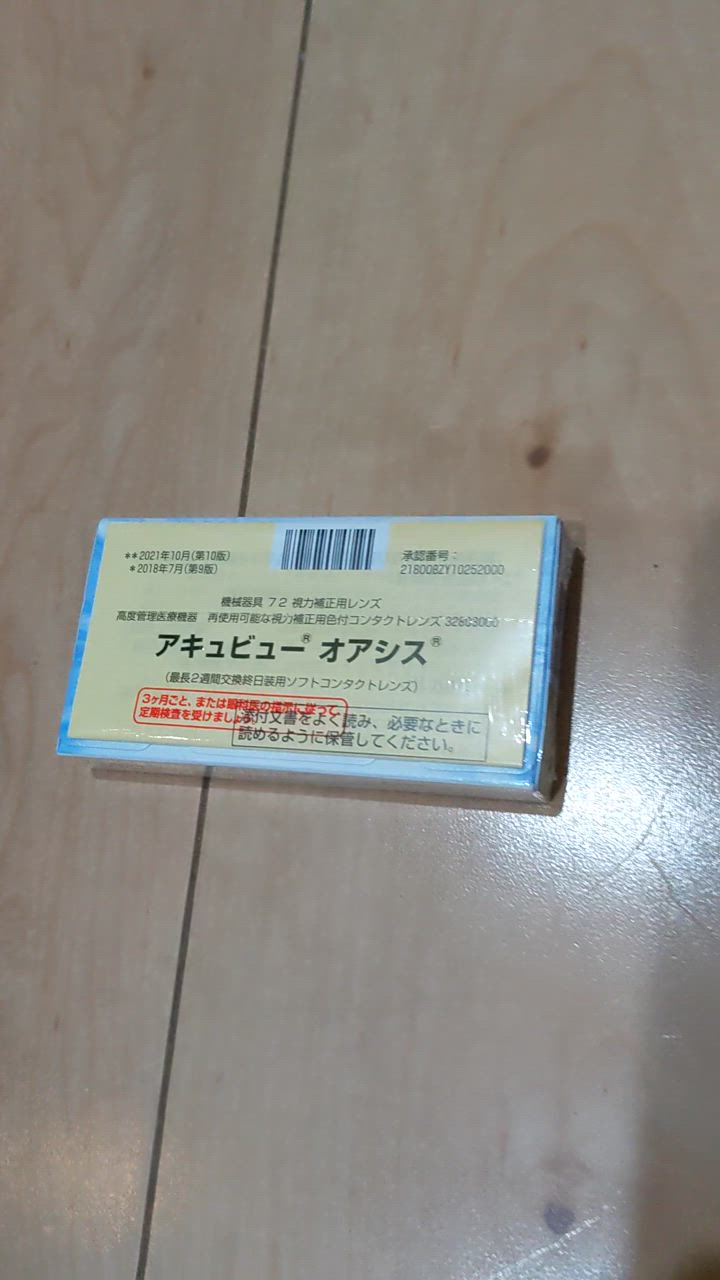 **2021年10月(第10版)
*2018年7月(第9版)
承認番号:
21800BZY10252000
機械器具 72 視力補正用レンズ
高度管理医療機器 再使用可能な視力補正用色付コンタクトレンズ 32803000
アキュビュー® オアシス®
(最長2週間交換終日装用ソフトコンタクトレンズ)
3ヶ月ごと、または眼科医の指示に従って
定期検査を受けましょう。
添付文書をよく読み、必要なときに
読めるように保管してください。